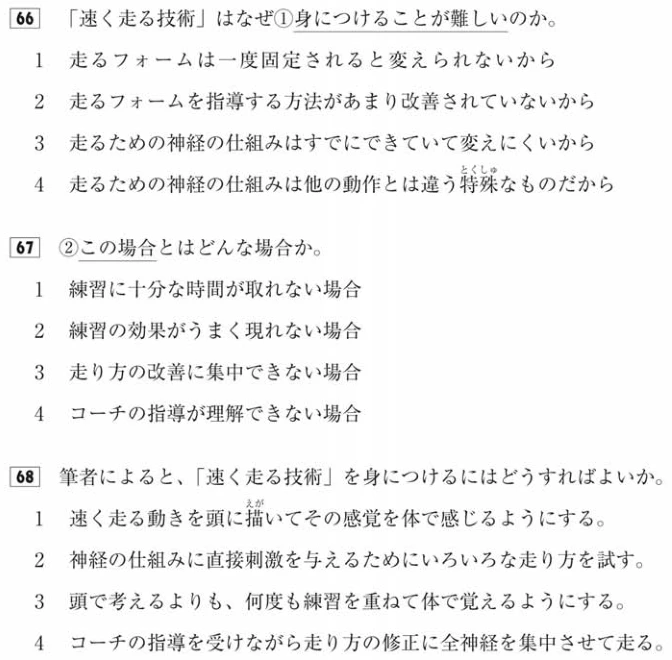 66 「速く走る技術」はなぜ①身につけることが難しいのか。
1 走るフォームは一度固定されると変えられないから
2 走るフォームを指導する方法があまり改善されていないから
3 走るための神経の仕組みはすでにできていて変えにくいから
とくしゅ
4 走るための神経の仕組みは他の動作とは違う特殊なものだから
67 ②この場合とはどんな場合か。
1 練習に十分な時間が取れない場合
2 練習の効果がうまく現れない場合
3 走り方の改善に集中できない場合
4 コーチの指導が理解できない場合
68 筆者によると、「速く走る技術」を身につけるにはどうすればよいか。
えが
1 速く走る動きを頭に描いてその感覚を体で感じるようにする。
2 神経の仕組みに直接刺激を与えるためにいろいろな走り方を試す。
3 頭で考えるよりも、何度も練習を重ねて体で覚えるようにする。
4 コーチの指導を受けながら走り方の修正に全神経を集中させて走る。